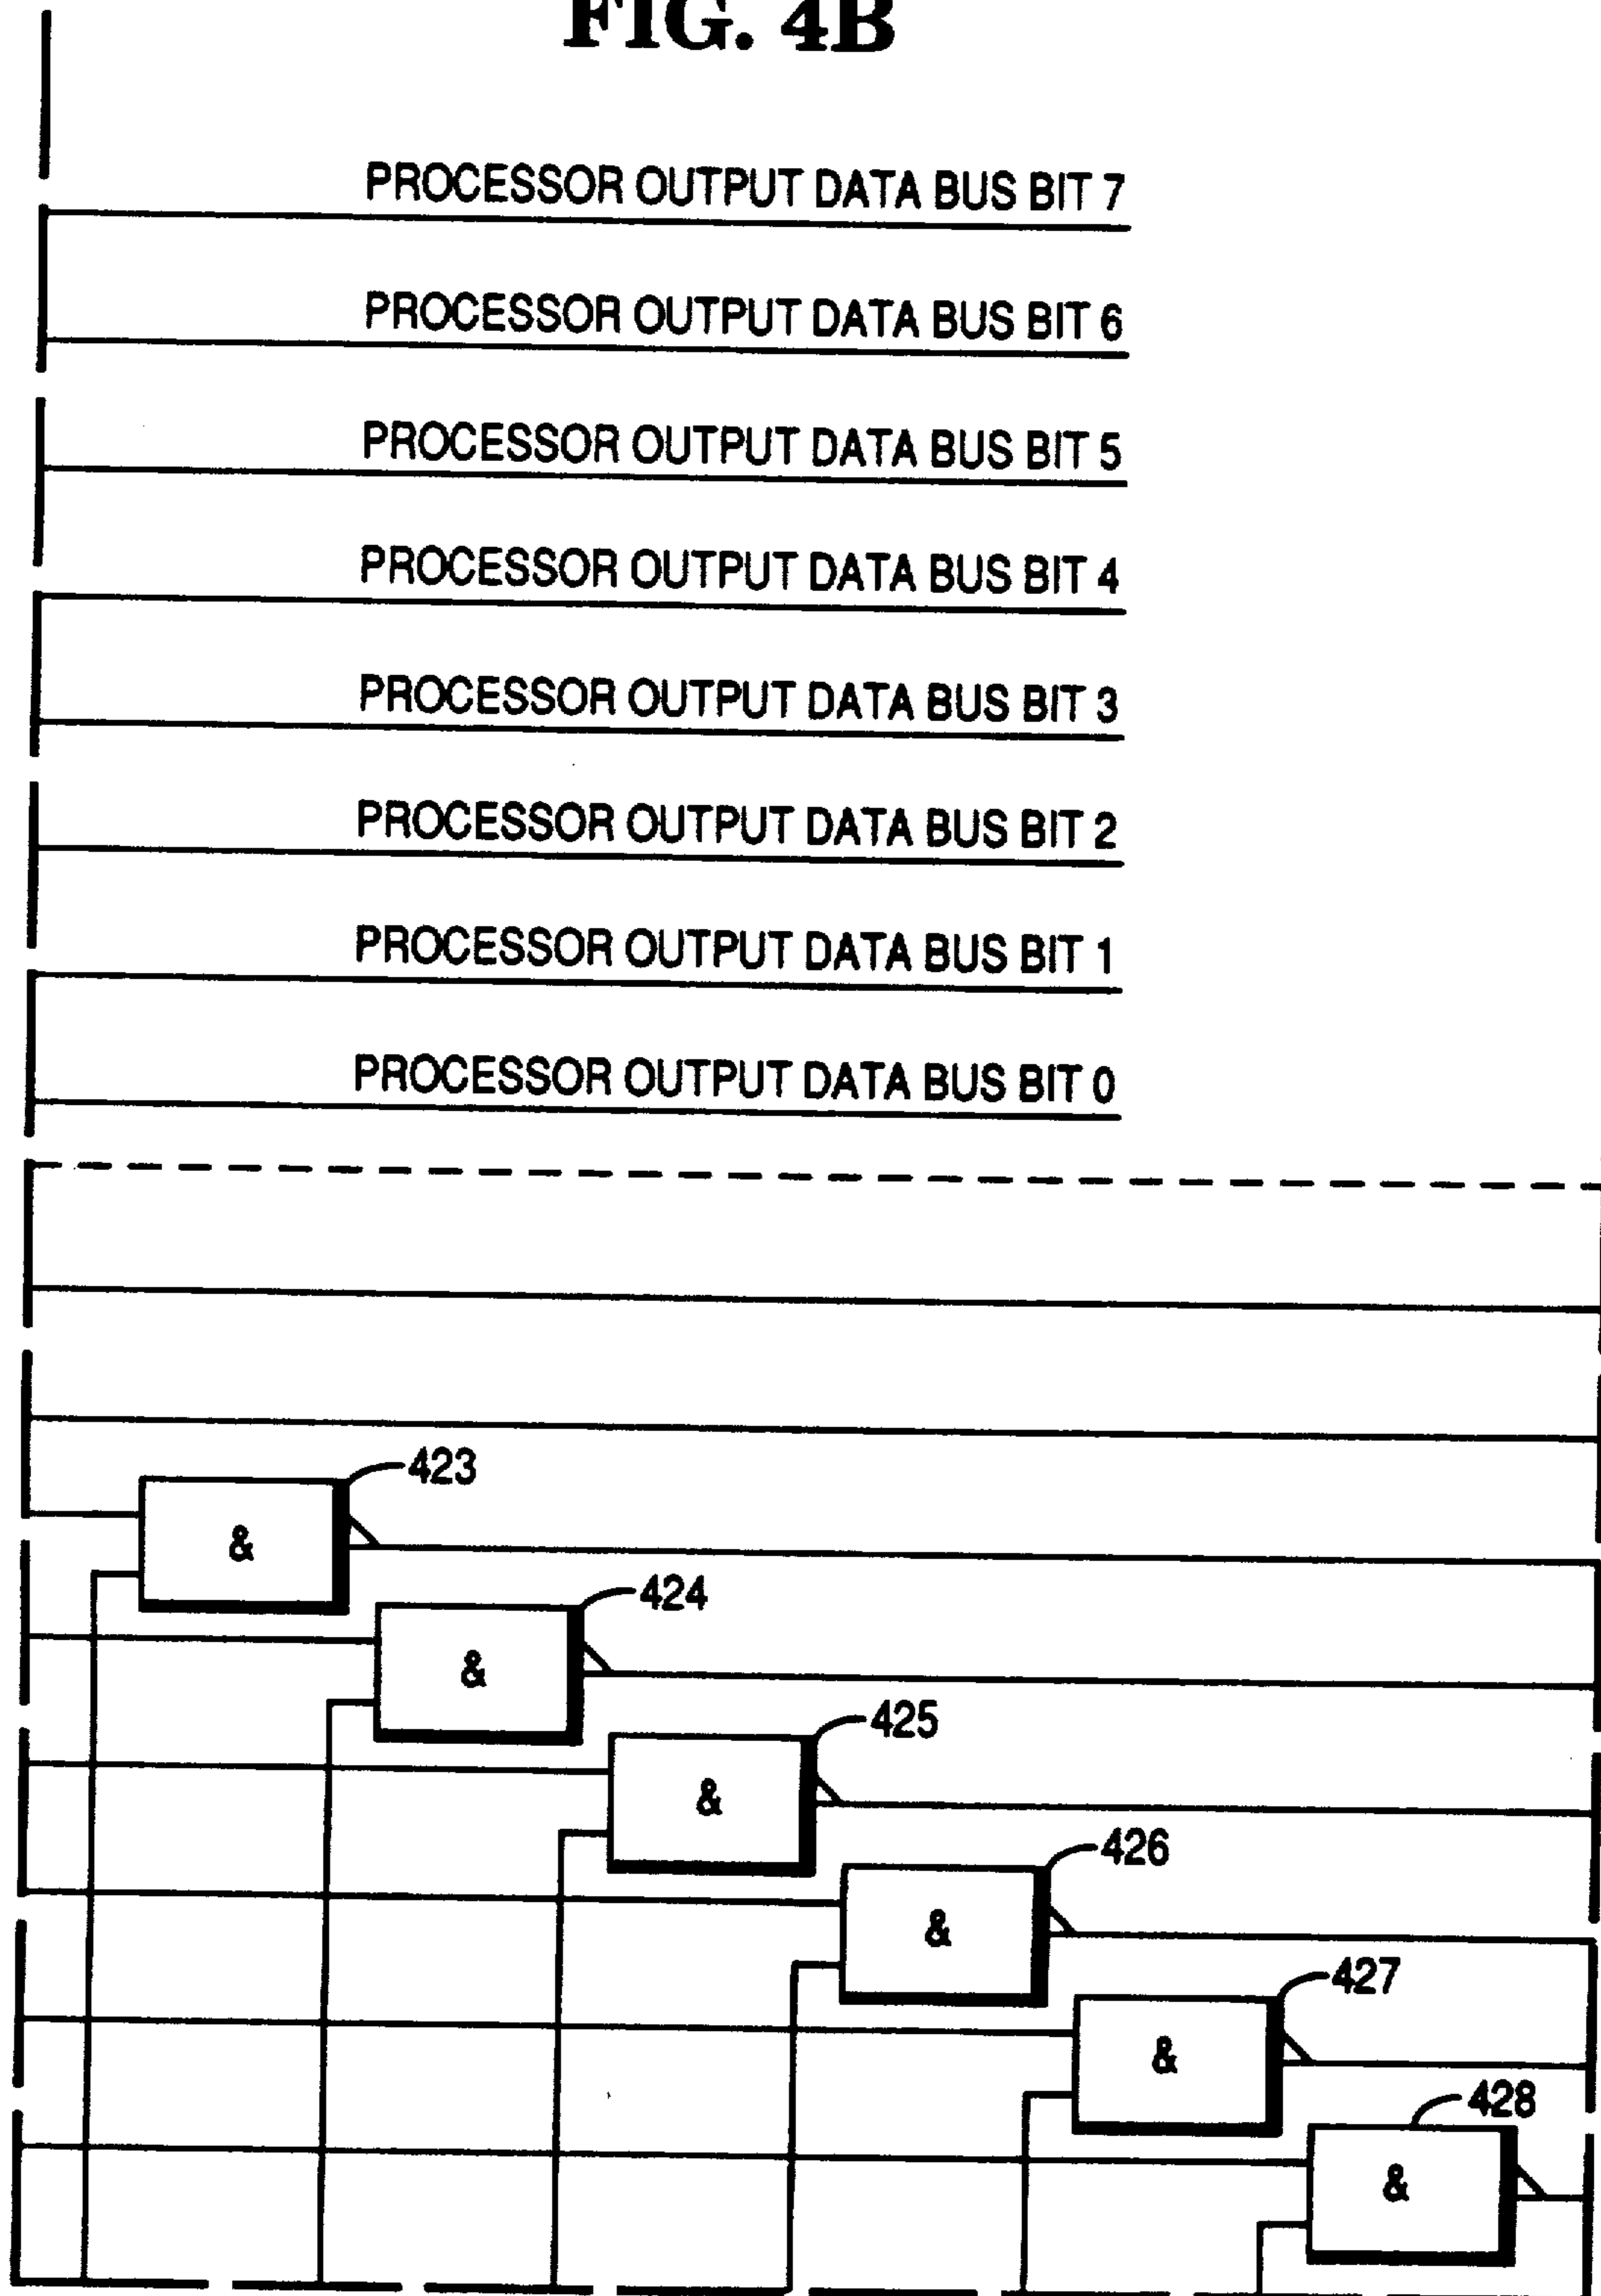 FIG. 4B
PROCESSOR OUTPUT DATA BUS BIT 7
PROCESSOR OUTPUT DATA BUS BIT 6
PROCESSOR OUTPUT DATA BUS BIT 5
PROCESSOR OUTPUT DATA BUS BIT 4
PROCESSOR OUTPUT DATA BUS BIT 3
PROCESSOR OUTPUT DATA BUS BIT 2
PROCESSOR OUTPUT DATA BUS BIT 1
PROCESSOR OUTPUT DATA BUS BIT 0
423
&
424
&
425
&
426
&
427
&
428
&